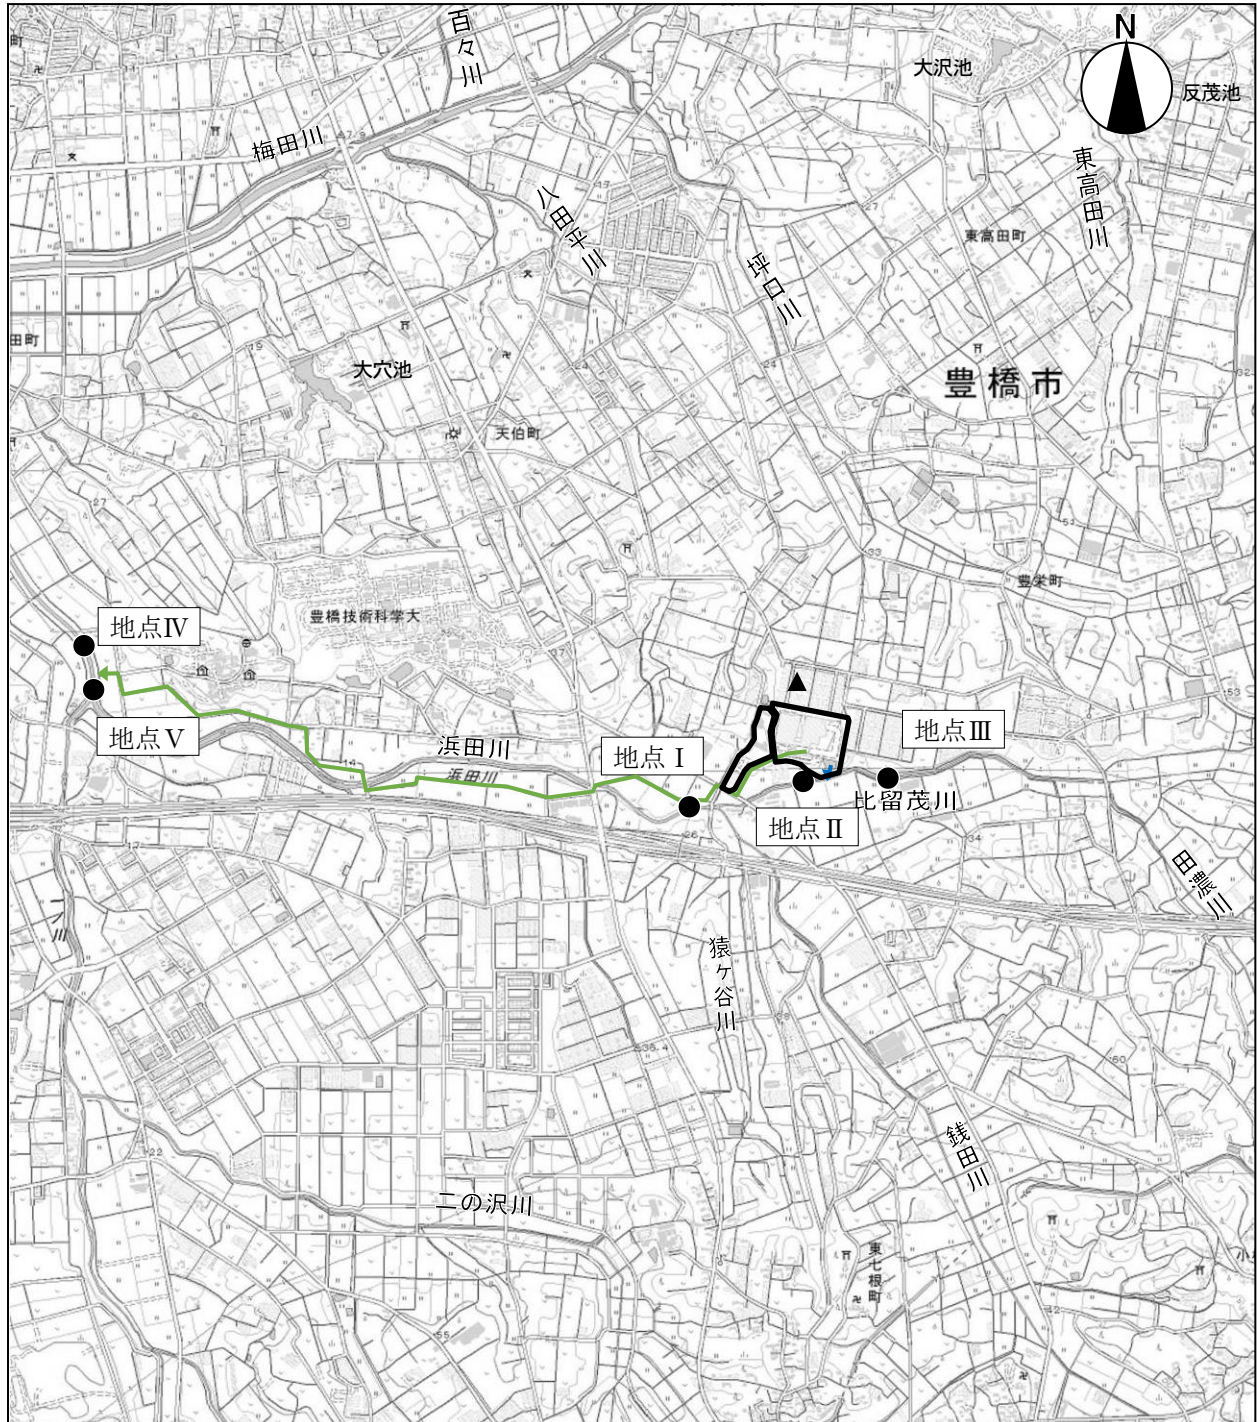 N
百々川
大沢池
反茂池
梅田川
東高田川
八田平川
東高田町
坪口川
田町
大穴池
豊橋市
天伯町
豊栄町
豊橋技術科学大
地点Ⅳ
地点Ⅴ
浜田川
浜田川
地点Ⅰ
地点Ⅲ
地点Ⅱ
比留茂川
田濃川
猿ヶ谷川
銭田川
二の沢川
東七根町